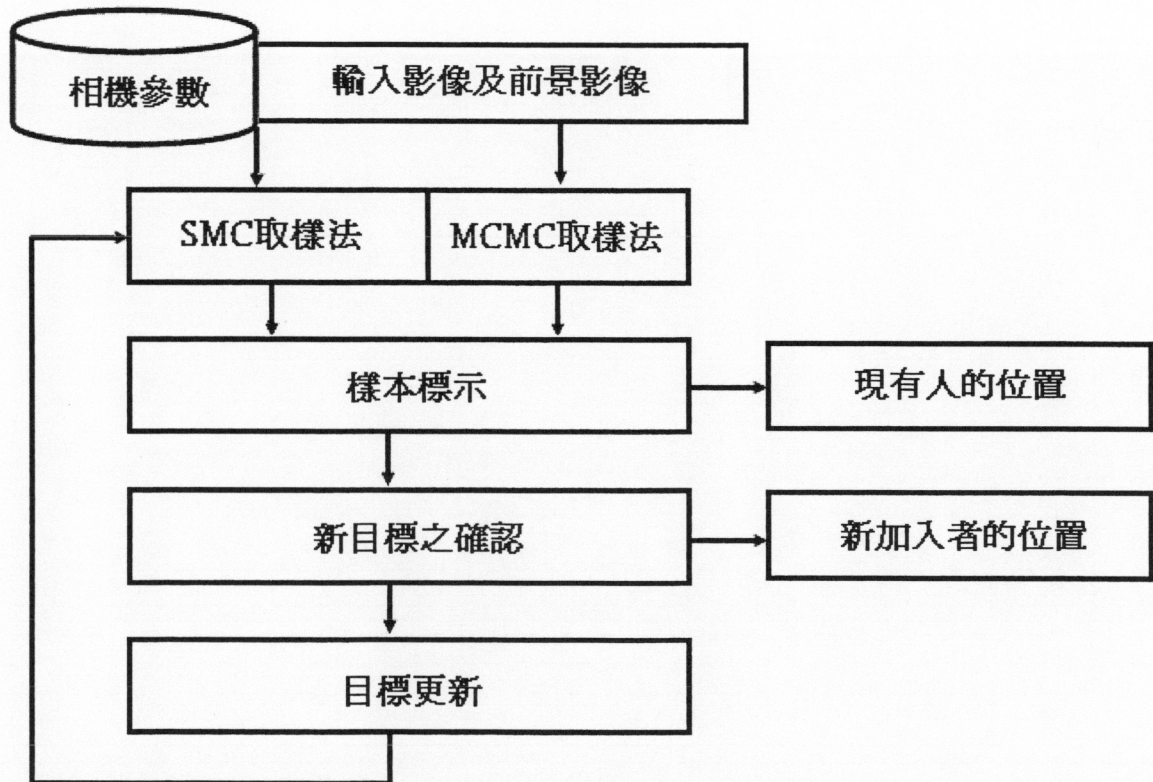 相機參數
輸入影像及前景影像
SMC取樣法
MCMC取樣法
樣本標示
現有人的位置
新目標之確認
新加入者的位置
目標更新